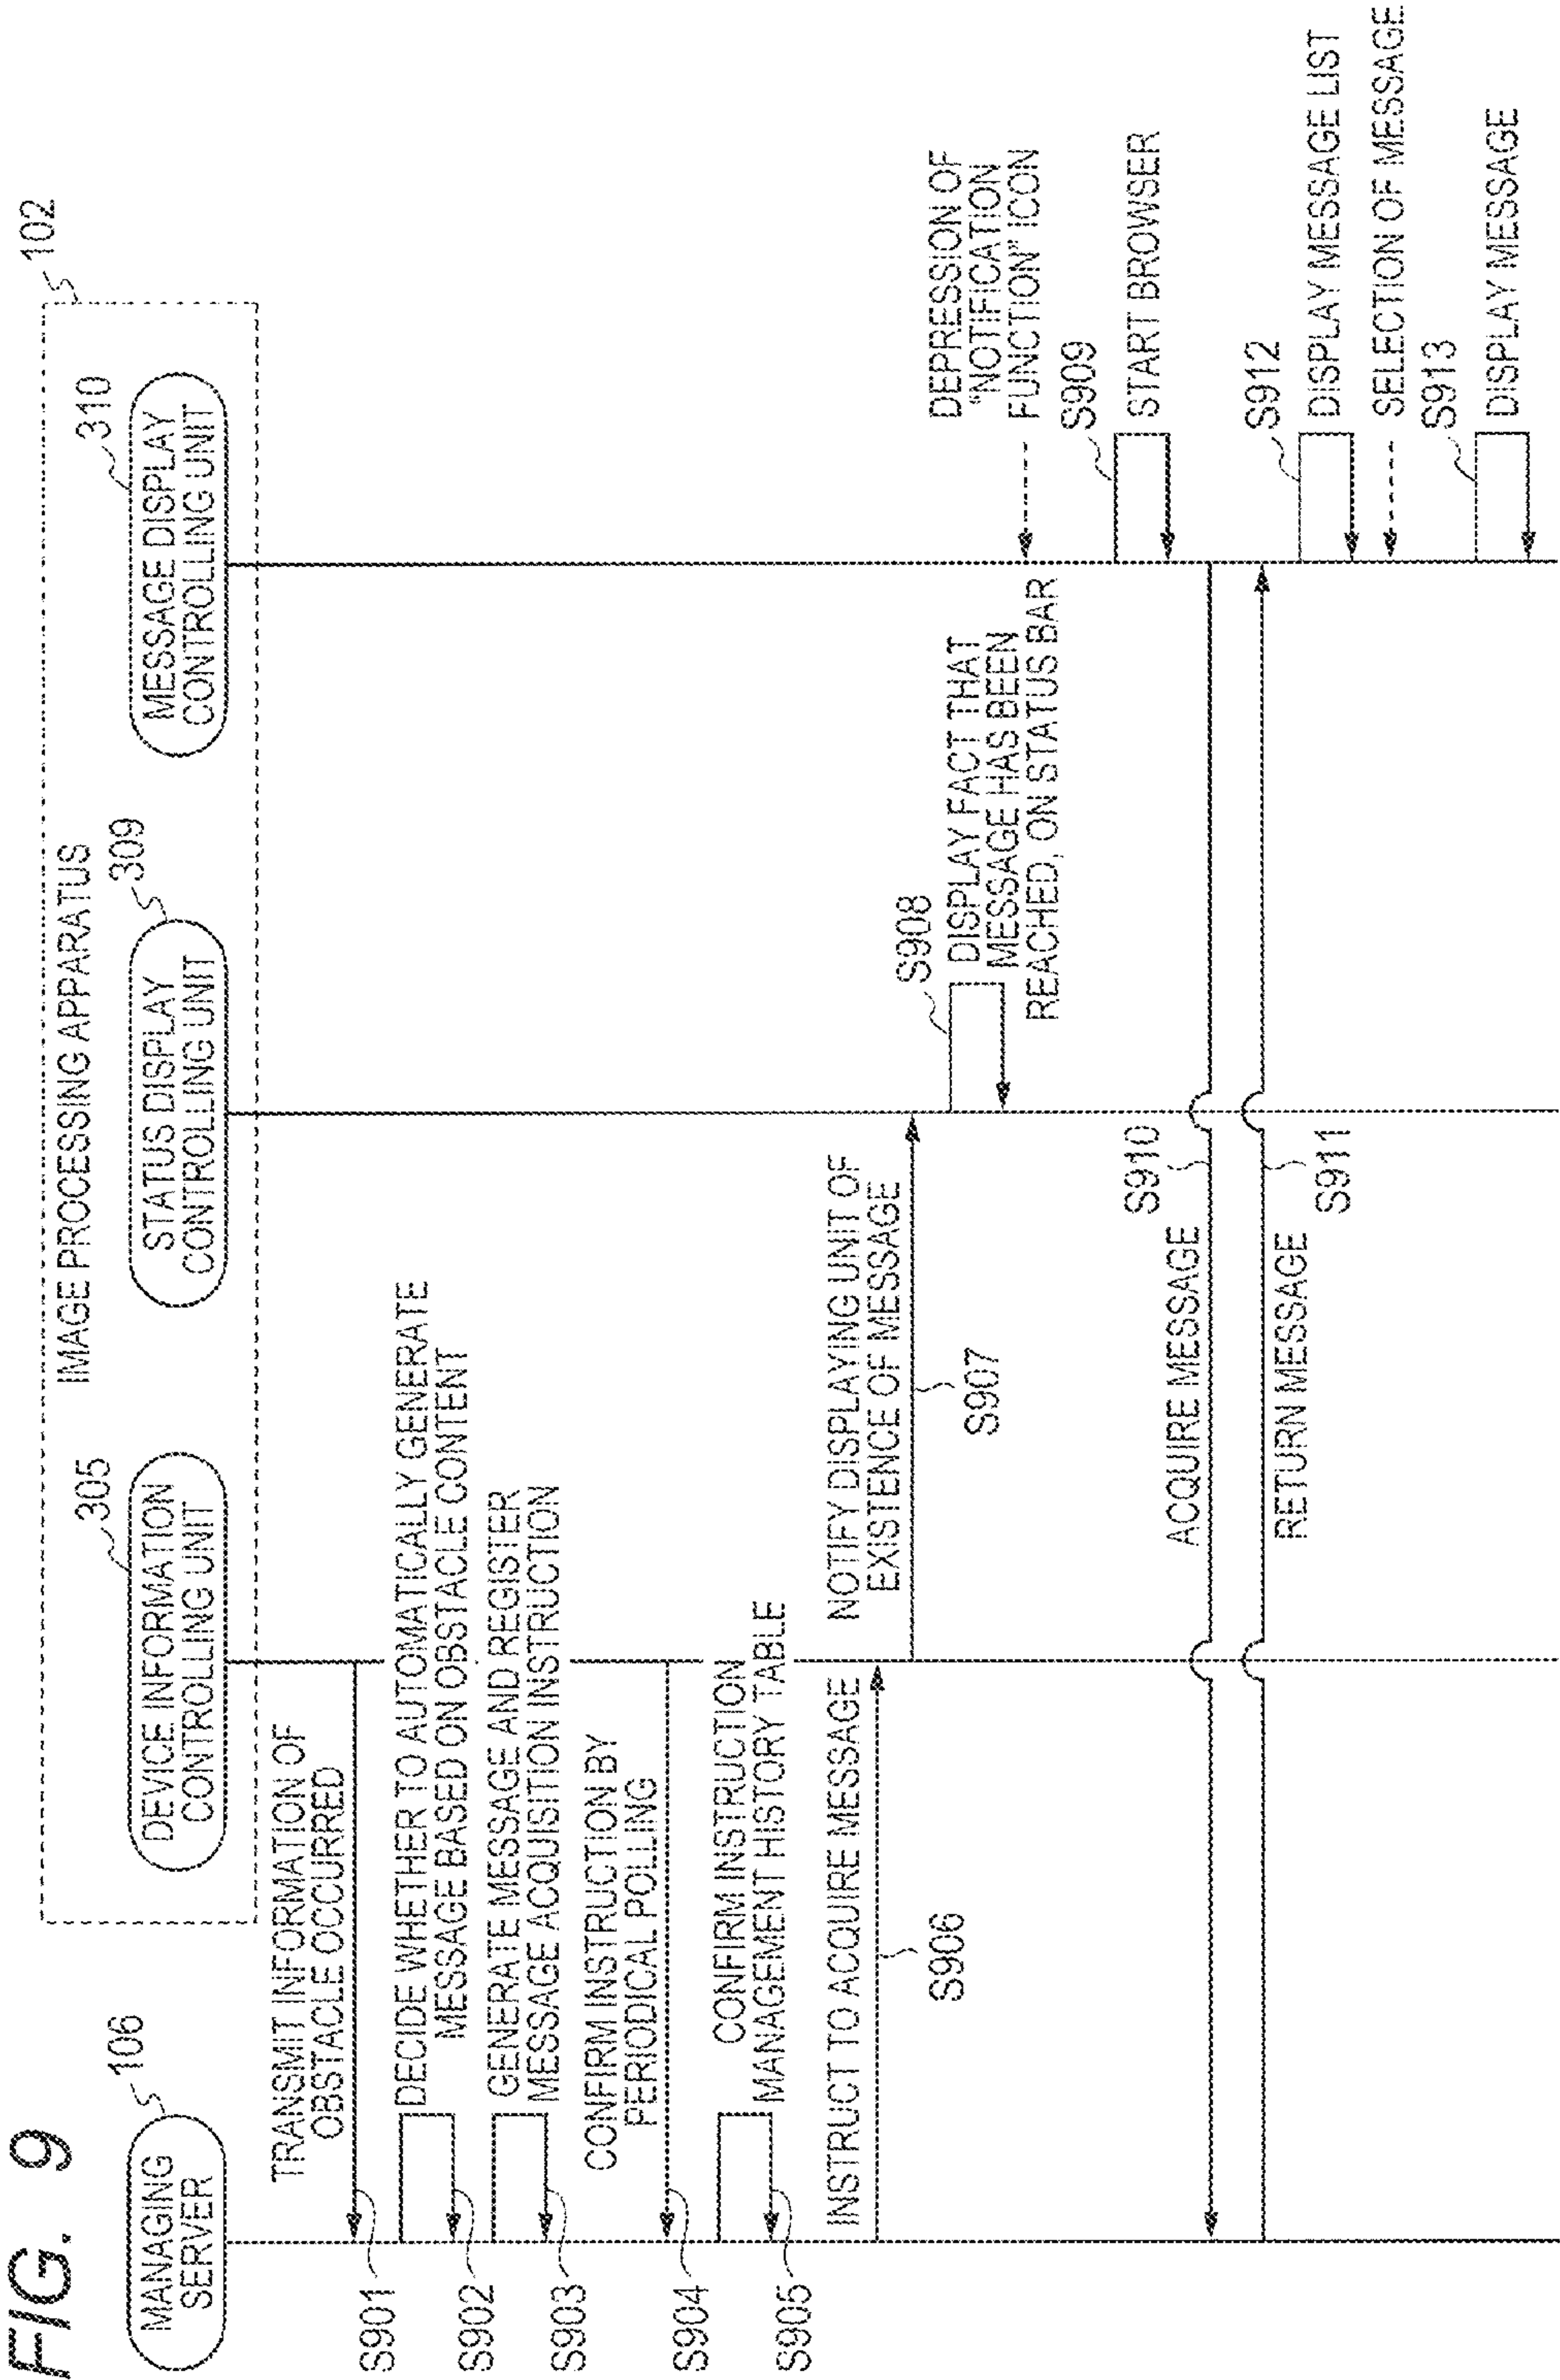 FIG. 9
102
IMAGE PROCESSING APPARATUS
106
305
309
310
MANAGING
SERVER
DEVICE INFORMATION
CONTROLLING UNIT
STATUS DISPLAY
CONTROLLING UNIT
MESSAGE DISPLAY
CONTROLLING UNIT
TRANSMIT INFORMATION OF
OBSTACLE OCCURRED
S901
DECIDE WHETHER TO AUTOMATICALLY GENERATE
MESSAGE BASED ON OBSTACLE CONTENT
S902
GENERATE MESSAGE AND REGISTER
MESSAGE ACQUISITION INSTRUCTION
S903
CONFIRM INSTRUCTION BY
PERIODICAL POLLING
S904
CONFIRM INSTRUCTION
MANAGEMENT HISTORY TABLE
S905
INSTRUCT TO ACQUIRE MESSAGE
S906
NOTIFY DISPLAYING UNIT OF
EXISTENCE OF MESSAGE
S907
S908
DISPLAY FACT THAT
MESSAGE HAS BEEN
REACHED, ON STATUS BAR
DEPRESSION OF
"NOTIFICATION
FUNCTION" ICON
S909
START BROWSER
ACQUIRE MESSAGE
S910
RETURN MESSAGE
S911
S912
DISPLAY MESSAGE LIST
SELECTION OF MESSAGE
S913
DISPLAY MESSAGE